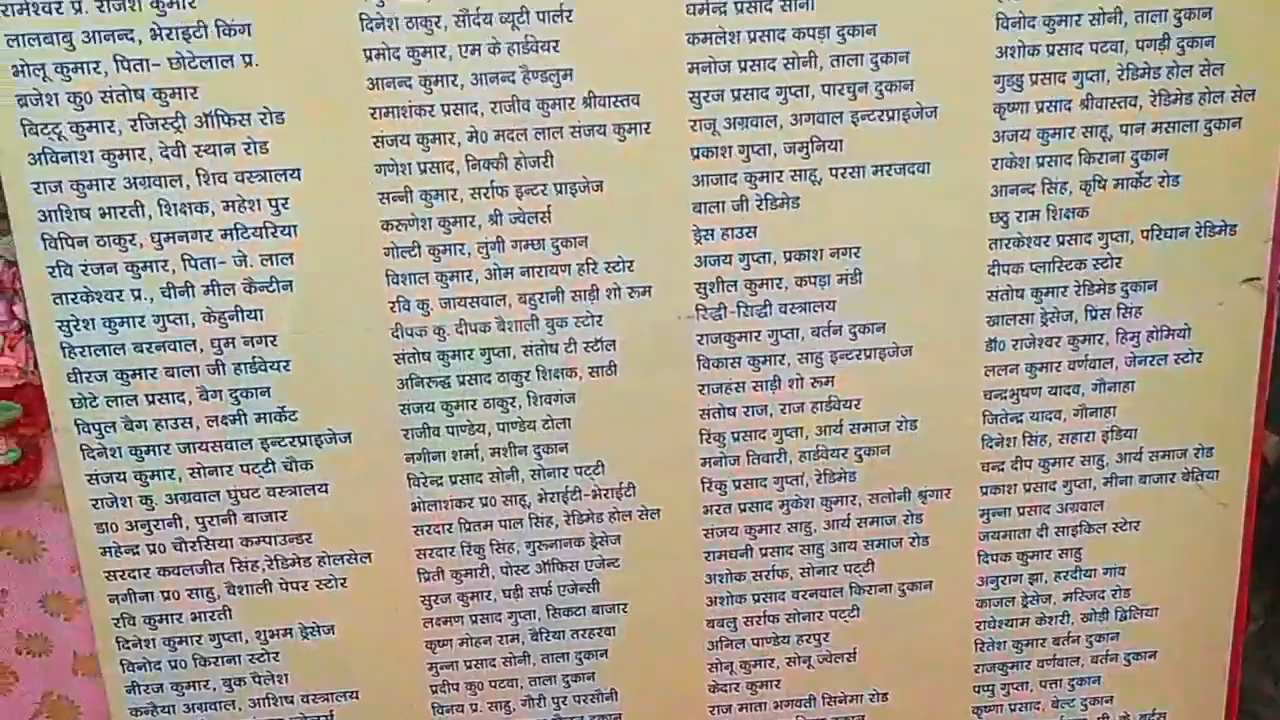 रामेश्वर प्र. राजेश कुमार
लालबाबु आनन्द, भेराइटी किंग
भोलू कुमार, पिता- छोटेलाल प्र.
ब्रजेश कु0 संतोष कुमार
बिटटू कुमार, रजिस्ट्री ऑफिस रोड
अविनाश कुमार, देवी स्थान रोड
राज कुमार अग्रवाल, शिव वस्त्रालय
आशिष भारती, शिक्षक, महेश पुर
विपिन ठाकुर, घुमनगर मटियरिया
रवि रंजन कुमार, पिता- जे. लाल
तारकेश्वर प्र., चीनी मील कैन्टीन
सुरेश कुमार गुप्ता, केहुनीया
हिरालाल बरनवाल, घुम नगर
धीरज कुमार बाला जी हार्डवेयर
छोटे लाल प्रसाद, बैग दुकान
विपुल बैग हाउस, लक्ष्मी मार्केट
दिनेश कुमार जायसवाल इन्टरप्राइजेज
संजय कुमार, सोनार पट्टी चौक
राजेश कु. अग्रवाल घुंघट वस्त्रालय
डा0 अनुरानी, पुरानी बाजार
महेन्द्र प्र0 चौरसिया कम्पाउन्डर
सरदार कवलजीत सिंह,रेडिमेड होलसेल
नगीना प्र0 साहु, वैशाली पेपर स्टोर
रवि कुमार भारती
दिनेश कुमार गुप्ता, शुभम ड्रेसेज
विनोद प्र0 किराना स्टोर
नीरज कुमार, बुक पैलेश
कन्हैया अग्रवाल, आशिष वस्त्रालय
दिनेश ठाकुर, सौर्दय व्यूटी पार्लर
प्रमोद कुमार, एम के हार्डवेयर
आनन्द कुमार, आनन्द हैण्डलुम
रामाशंकर प्रसाद, राजीव कुमार श्रीवास्तव
संजय कुमार, मे0 मदल लाल संजय कुमार
गणेश प्रसाद, निक्की होजरी
सन्नी कुमार, सर्राफ इन्टर प्राइजेज
करूणेश कुमार, श्री ज्वेलर्स
गोल्टी कुमार, लुंगी गम्छा दुकान
विशाल कुमार, ओम नारायण हरि स्टोर
रवि कु. जायसवाल, बहुरानी साड़ी शो रूम
दीपक कु. दीपक बैशाली बुक स्टोर
संतोष कुमार गुप्ता, संतोष टी स्टॉल
अनिरुद्ध प्रसाद ठाकुर शिक्षक, साठी
संजय कुमार ठाकुर, शिवगंज
राजीव पाण्डेय, पाण्डेय टोला
नगीना शर्मा, मशीन दुकान
विरेन्द्र प्रसाद सोनी, सोनार पट्टी
भोलाशंकर प्र0 साहू, भेराईटी-भेराईटी
सरदार प्रितम पाल सिंह, रेडिमेड होल सेल
सरदार रिंकु सिंह, गुरूनानक ड्रेसेज
प्रिती कुमारी, पोस्ट ऑफिस एजेन्ट
सुरज कुमार, घड़ी सर्फ एजेन्सी
लक्ष्मण प्रसाद गुप्ता, सिकटा बाजार
कृष्ण मोहन राम, बैरिया तरहरवा
मुन्ना प्रसाद सोनी, ताला दुकान
प्रदीप कु0 पटवा, ताला दुकान
विनय प्र. साहु, गौरी पुर परसौनी
धर्मेन्द्र प्रसाद सोनी
कमलेश प्रसाद कपड़ा दुकान
मनोज प्रसाद सोनी, ताला दुकान
सुरज प्रसाद गुप्ता, पारचुन दुकान
राजू अग्रवाल, अगवाल इन्टरप्राइजेज
प्रकाश गुप्ता, जमुनिया
आजाद कुमार साहू, परसा मरजदवा
बाला जी रेडिमेड
ड्रेस हाउस
अजय गुप्ता, प्रकाश नगर
सुशील कुमार, कपड़ा मंडी
रिद्धी-सिद्धी वस्त्रालय
राजकुमार गुप्ता, बर्तन दुकान
विकास कुमार, साहु इन्टरप्राइजेज
राजहंस साड़ी शो रूम
संतोष राज, राज हार्डवेयर
रिंकु प्रसाद गुप्ता, आर्य समाज रोड
मनोज तिवारी, हार्डवेयर दुकान
रिंकु प्रसाद गुप्ता, रेडिमेड
भरत प्रसाद मुकेश कुमार, सलोनी श्रृंगार
संजय कुमार साहु, आर्य समाज रोड
रामधनी प्रसाद साहु आय समाज रोड
अशोक सर्राफ, सोनार पट्टी
अशोक प्रसाद वरनवाल किराना दुकान
बबलु सर्राफ सोनार पट्टी
अनिल पाण्डेय हरपुर
सोनू कुमार, सोनू ज्वेलर्स
केदार कुमार
राज माता भगवती सिनेमा रोड
विनोद कुमार सोनी, ताला दुकान
अशोक प्रसाद पटवा, पगड़ी दुकान
गुड्डु प्रसाद गुप्ता, रेडिमेड होल सेल
कृष्णा प्रसाद श्रीवास्तव, रेडिमेड होल सेल
अजय कुमार साहू, पान मसाला दुकान
राकेश प्रसाद किराना दुकान
आनन्द सिंह, कृषि मार्केट रोड
छठु राम शिक्षक
तारकेश्वर प्रसाद गुप्ता, परिधान रेडिमेड
दीपक प्लास्टिक स्टोर
संतोष कुमार रेडिमेड दुकान
खालसा ड्रेसेज, प्रिंस सिंह
डॉ0 राजेश्वर कुमार, हिमु होमियो
ललन कुमार वर्णवाल, जेनरल स्टोर
चन्द्रभुषण यादव, गौनाहा
जितेन्द्र यादव, गौनाहा
दिनेश सिंह, सहारा इंडिया
चन्द्र दीप कुमार साहु, आर्य समाज रोड
प्रकाश प्रसाद गुप्ता, मीना बाजार बेतिया
मुन्ना प्रसाद अग्रवाल
जयमाता दी साइकिल स्टोर
दिपक कुमार साहु
अनुराग झा, हरदीया गांव
काजल ड्रेसेज, मस्जिद रोड
राधेश्याम केशरी, खोड़ी द्विलिया
रितेश कुमार बर्तन दुकान
राजकुमार वर्णवाल, बर्तन दुकान
पप्पु गुप्ता, पत्ता दुकान
कृष्णा प्रसाद, बेल्ट दुकान